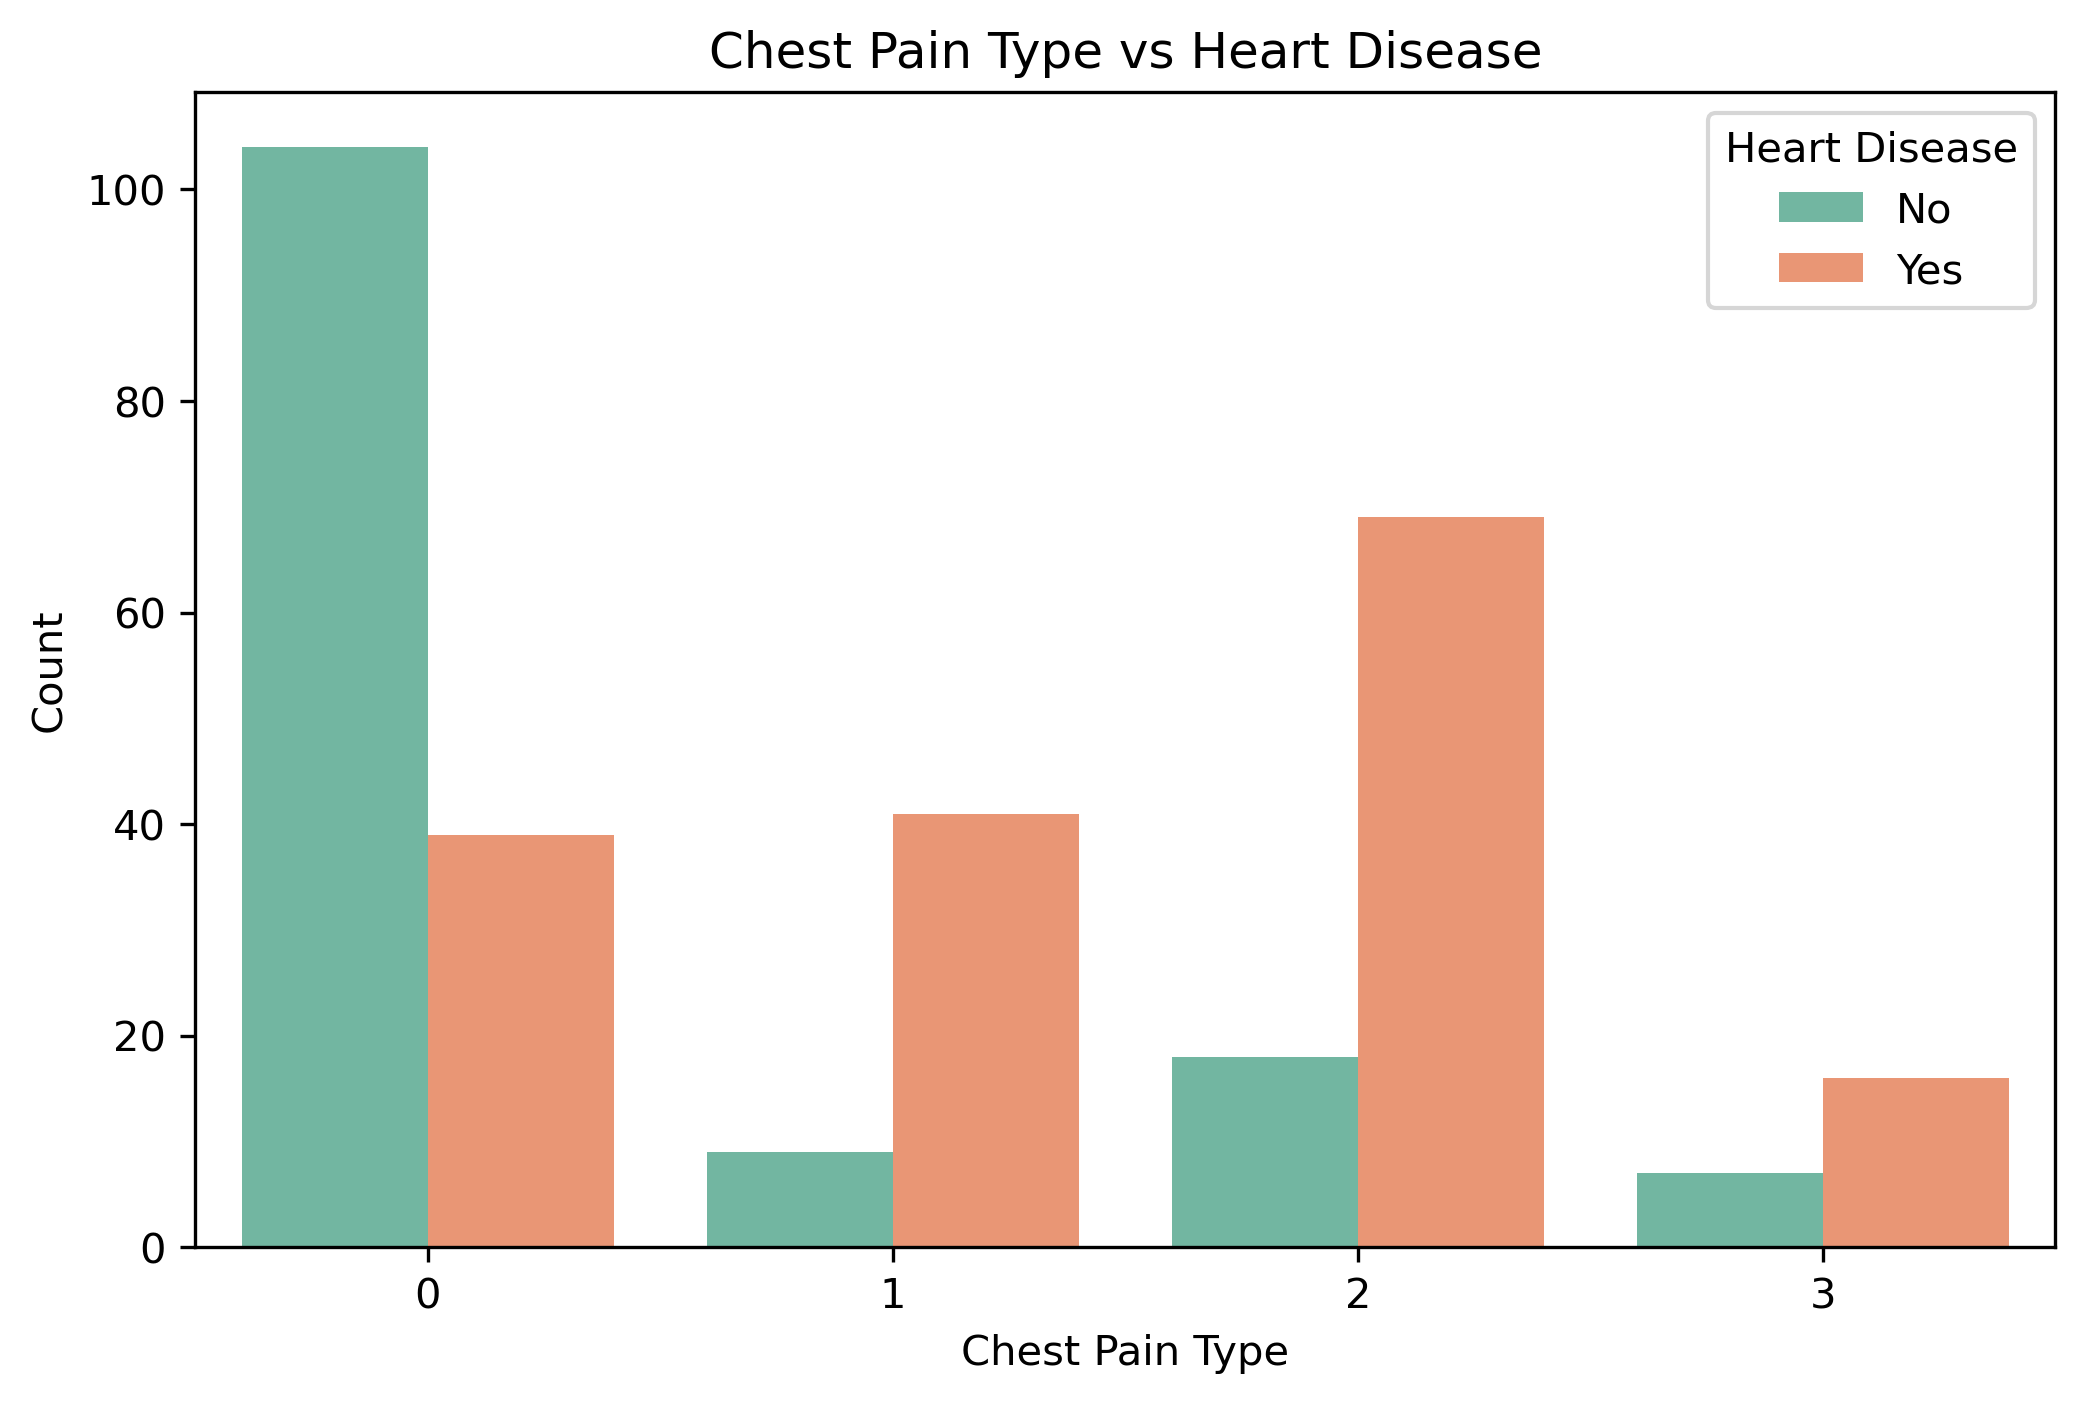 Chest Pain Type vs Heart Disease
Heart Disease
No
Yes
100
80
60
40
20
0
Count
0 1 2 3
Chest Pain Type